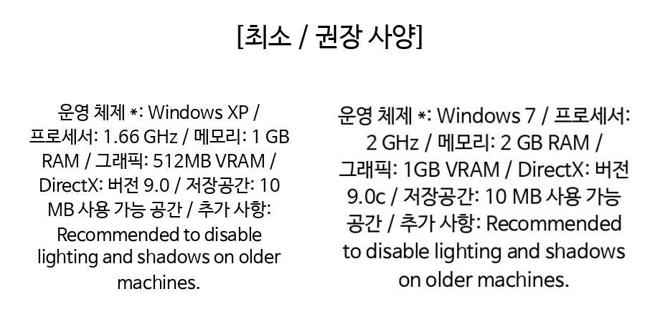 [최소 / 권장 사양]
운영 체제 *: Windows XP /
프로세서: 1.66 GHz / 메모리: 1 GB
RAM / 그래픽: 512MB VRAM /
DirectX: 버전 9.0 / 저장공간: 10
MB 사용 가능 공간 / 추가 사항:
Recommended to disable
lighting and shadows on older
machines.
운영 체제 *: Windows 7 / 프로세서:
2 GHz / 메모리: 2 GB RAM /
그래픽: 1GB VRAM / DirectX: 버전
9.0c / 저장공간: 10 MB 사용 가능
공간 / 추가 사항: Recommended
to disable lighting and shadows
on older machines.